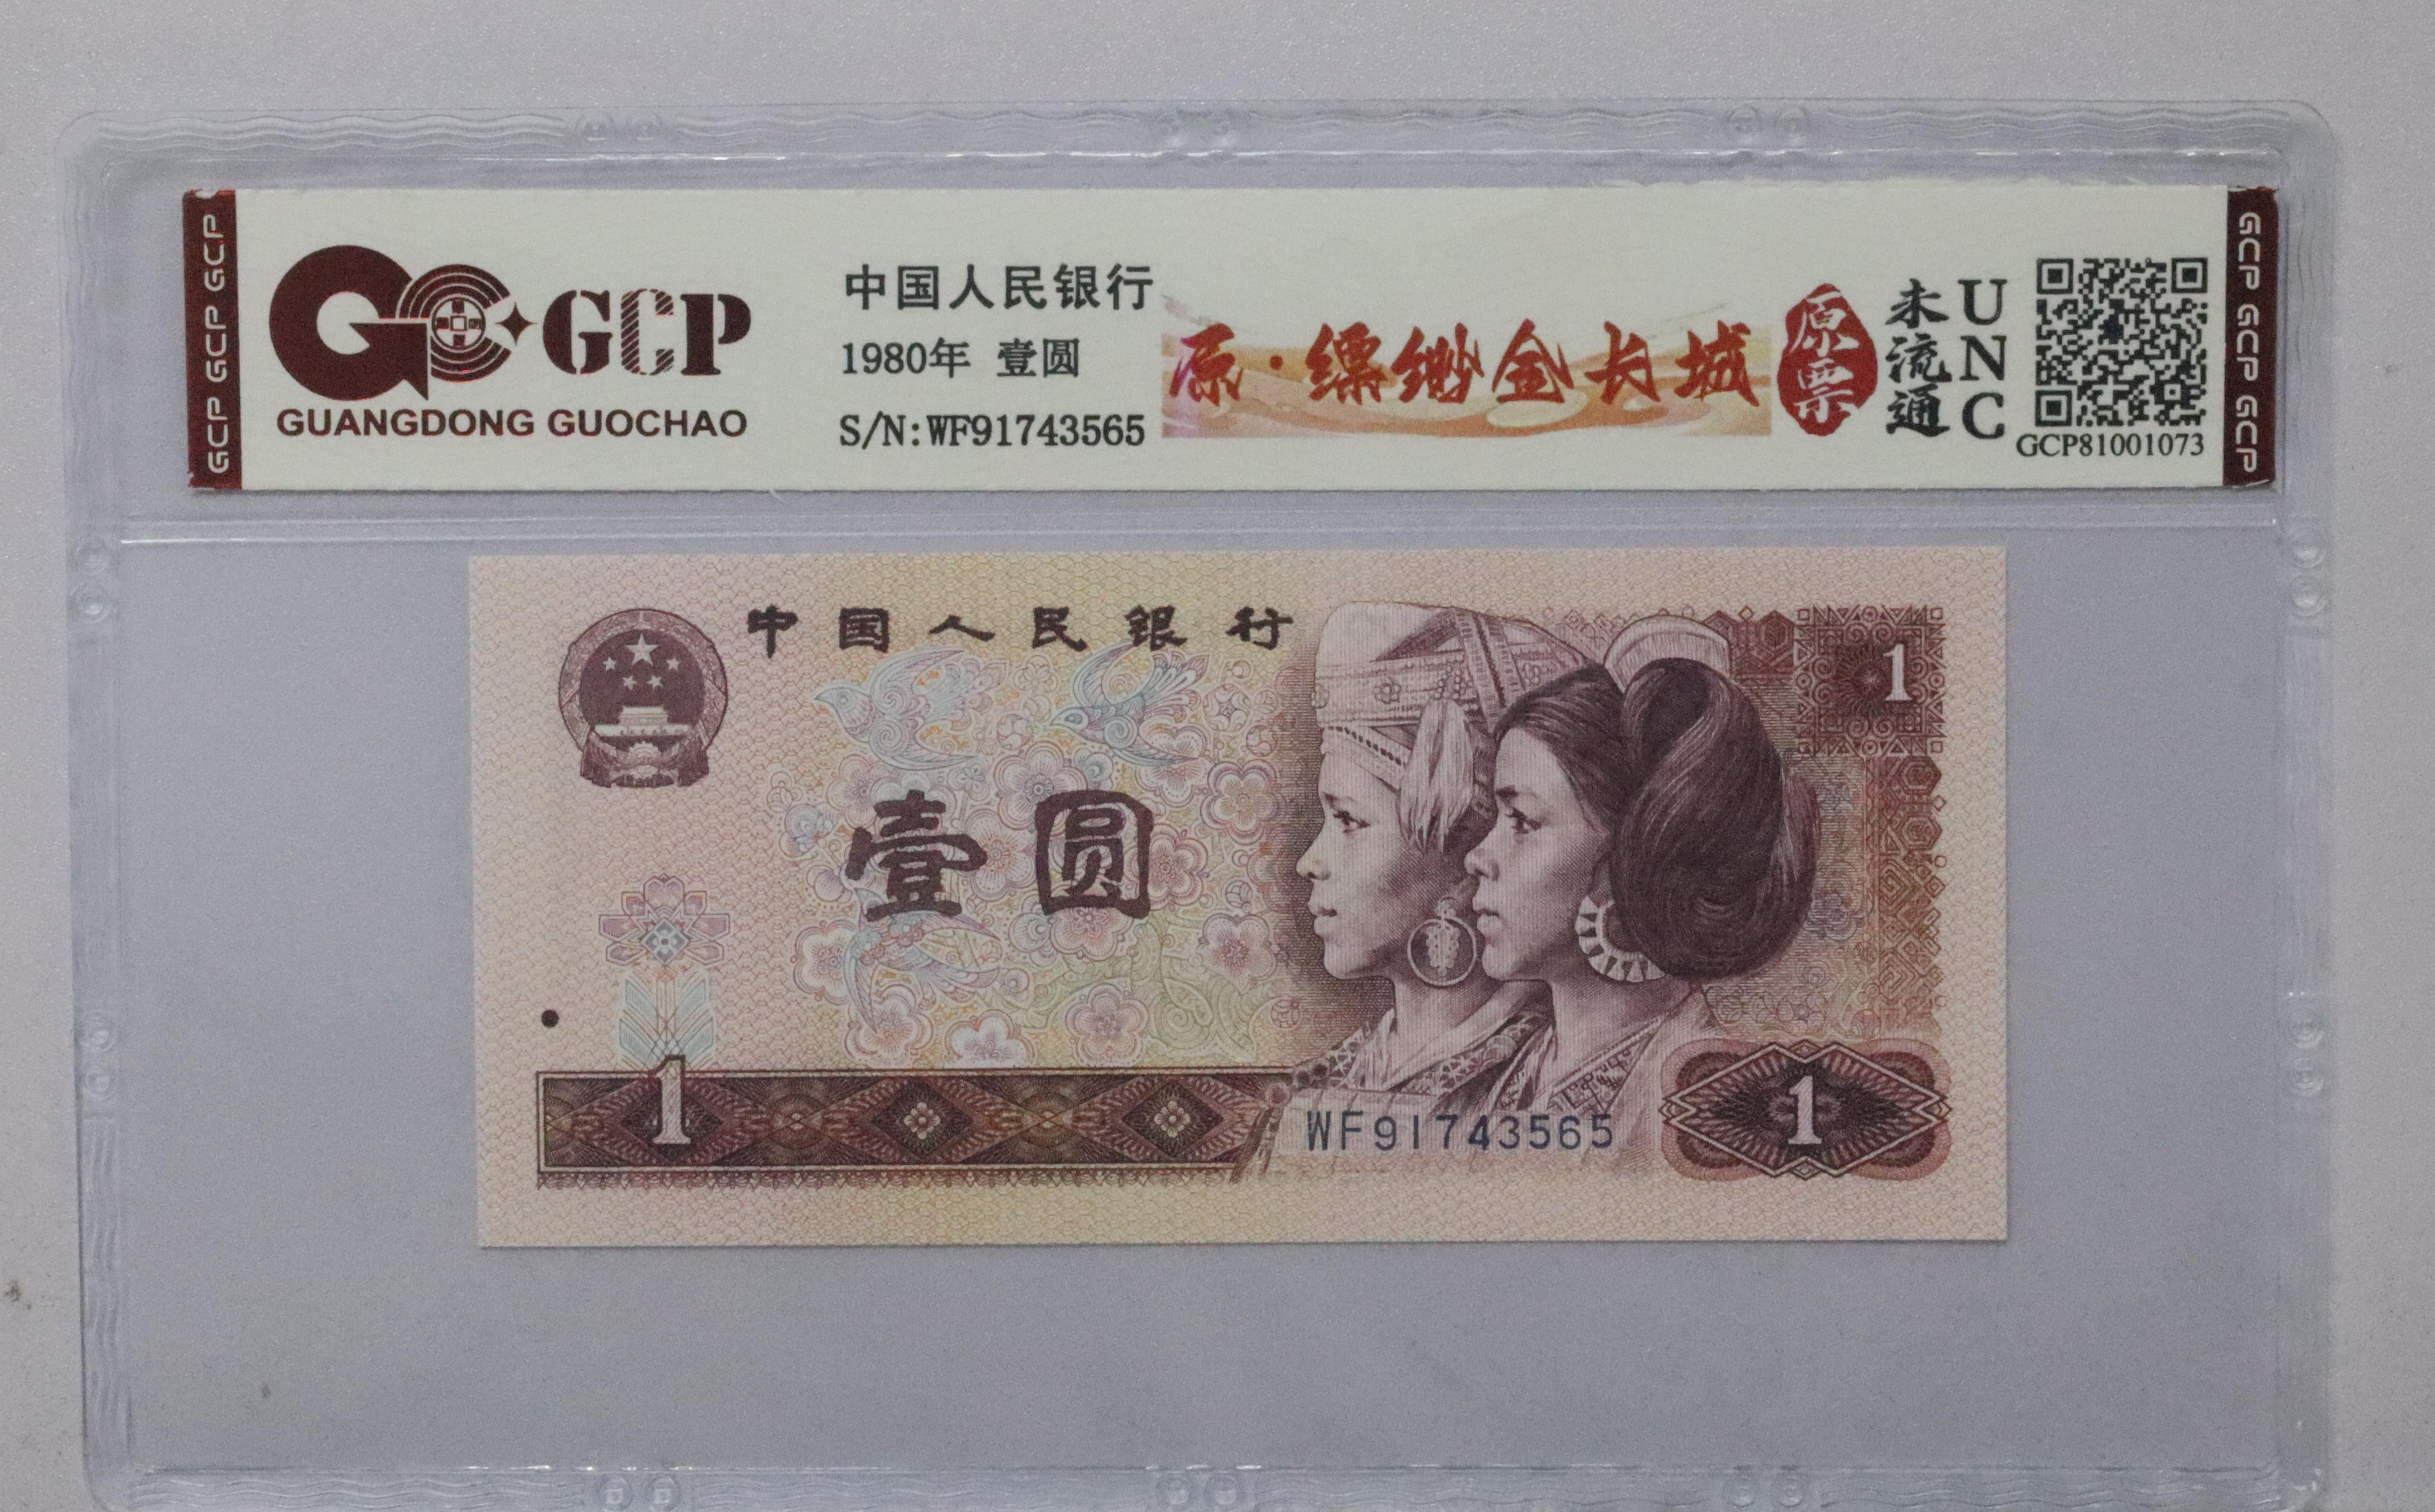 GCP GCP GCP
GCP
GUANGDONG GUOCHAO
中国人民银行
1980年 壹圆
S/N:WF91743565
原·缥缈金长城
原票
未流通
UNC
GCP81001073
GCP GCP GCP
中国人民银行
1
壹圆
1
WF91743565
1